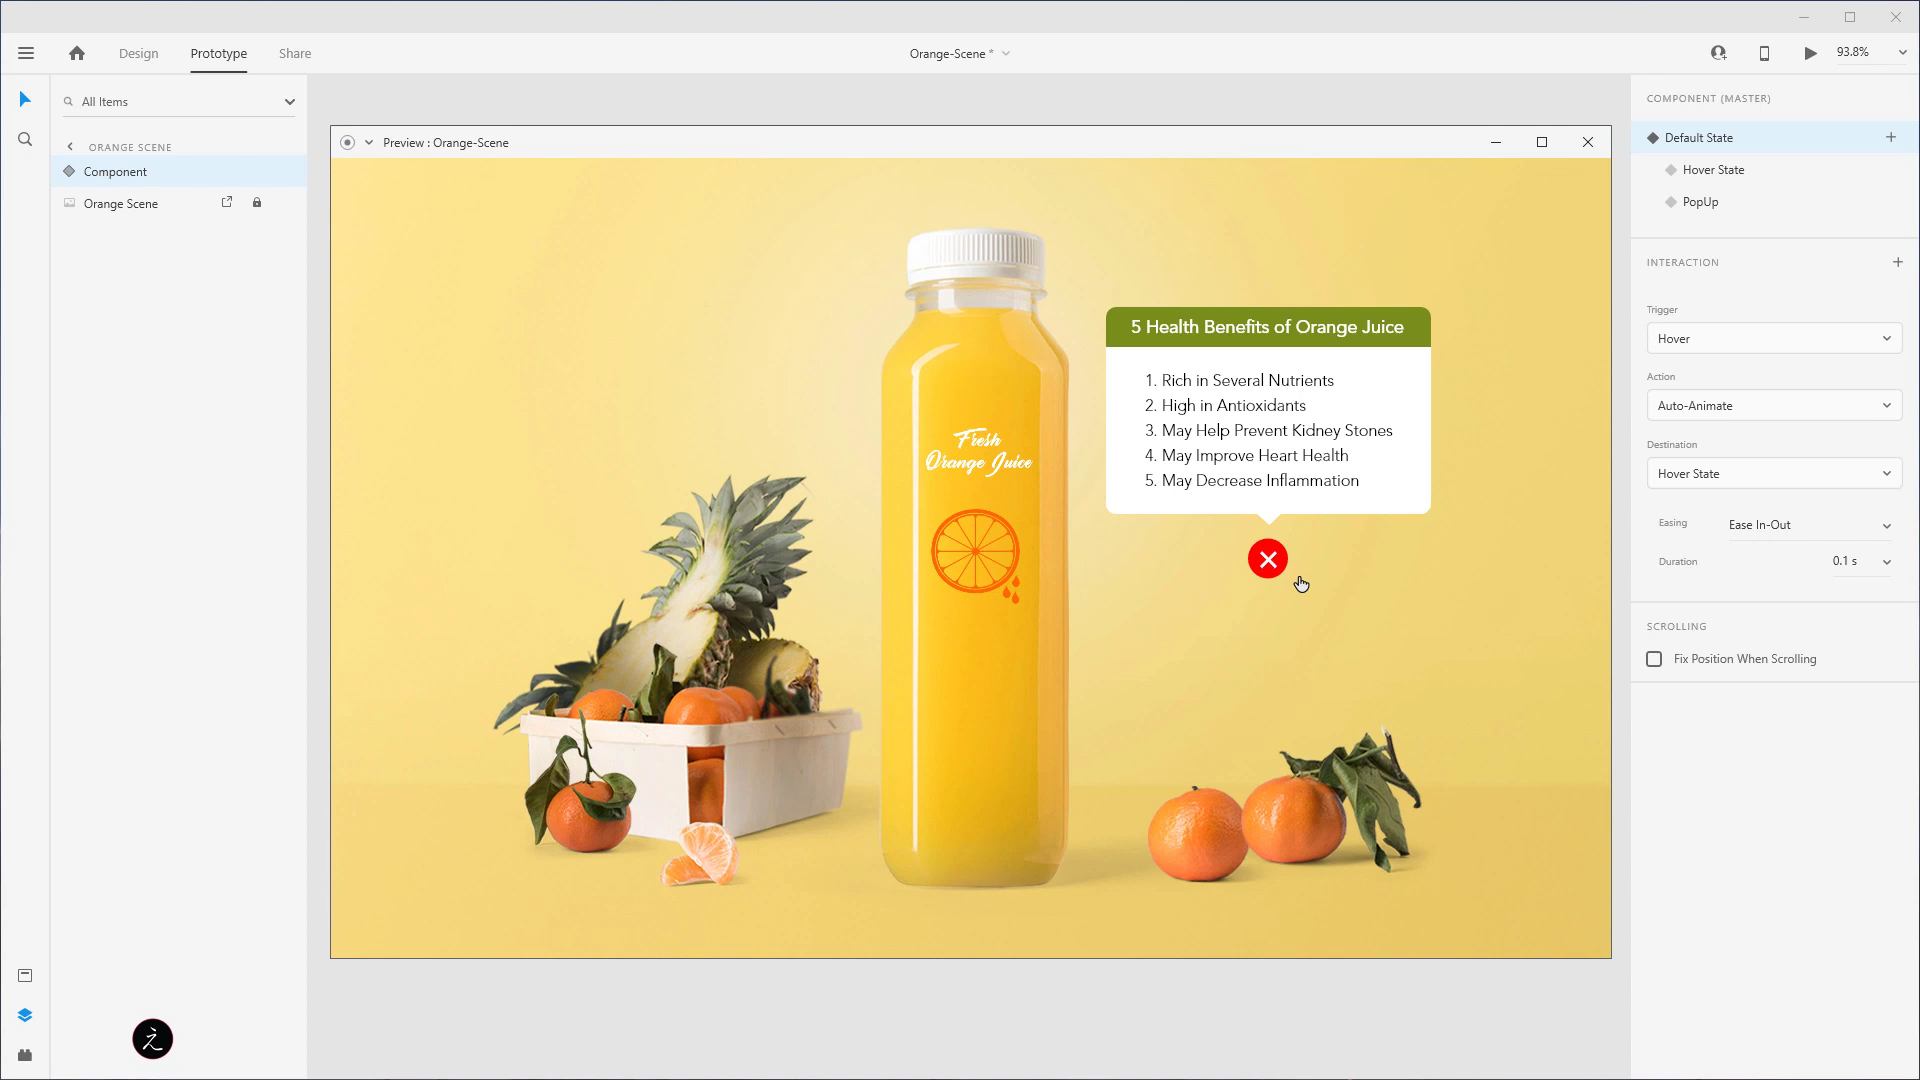 Design
Prototype
Share
Orange-Scene *
93.8%
All Items
ORANGE SCENE
Component
Orange Scene
Preview : Orange-Scene
5 Health Benefits of Orange Juice
1. Rich in Several Nutrients
2. High in Antioxidants
3. May Help Prevent Kidney Stones
4. May Improve Heart Health
5. May Decrease Inflammation
Fresh
Orange Juice
COMPONENT (MASTER)
Default State
Hover State
PopUp
INTERACTION
Trigger
Hover
Action
Auto-Animate
Destination
Hover State
Easing
Ease In-Out
Duration
0.1 s
SCROLLING
Fix Position When Scrolling